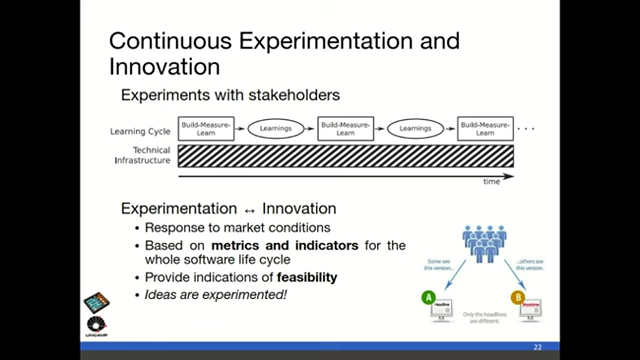 Continuous Experimentation and
Innovation
Experiments with stakeholders
Learning Cycle
Build-Measure-
Learn
Learnings
Build-Measure-
Learn
Learnings
Build-Measure-
Learn
Technical
Infrastructure
time
Experimentation ↔ Innovation
• Response to market conditions
• Based on metrics and indicators for the
whole software life cycle
• Provide indications of feasibility
• Ideas are experimented!
Some see
this version...
...others see
this version.
A
B
Headline
Only the headlines
are different.
UNICAMP
22